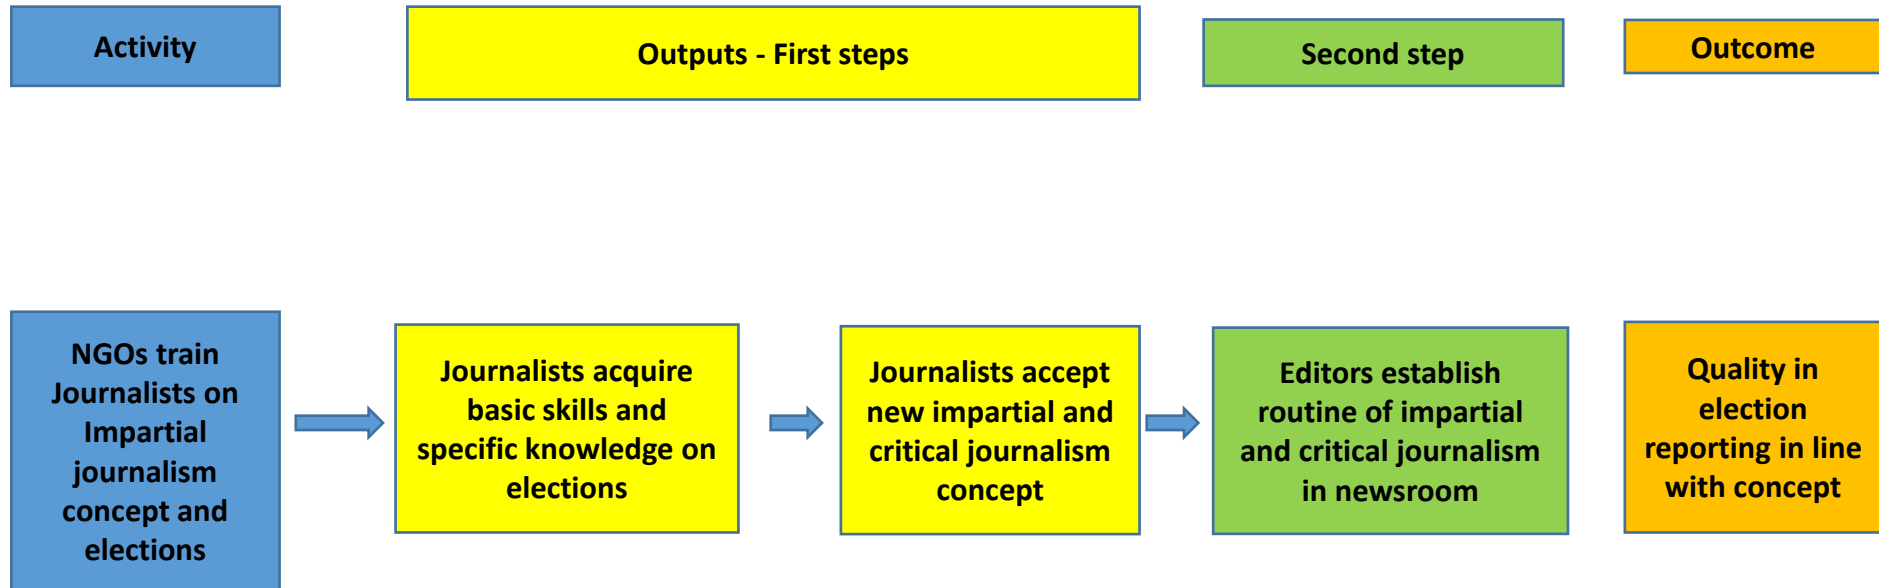 Activity
Outputs - First steps
Second step
Outcome
NGOs train
Journalists on
Impartial
journalism
concept and
elections
Journalists acquire
basic skills and
specific knowledge on
elections
Journalists accept
new impartial and
critical journalism
concept
Editors establish
routine of impartial
and critical journalism
in newsroom
Quality in
election
reporting in line
with concept